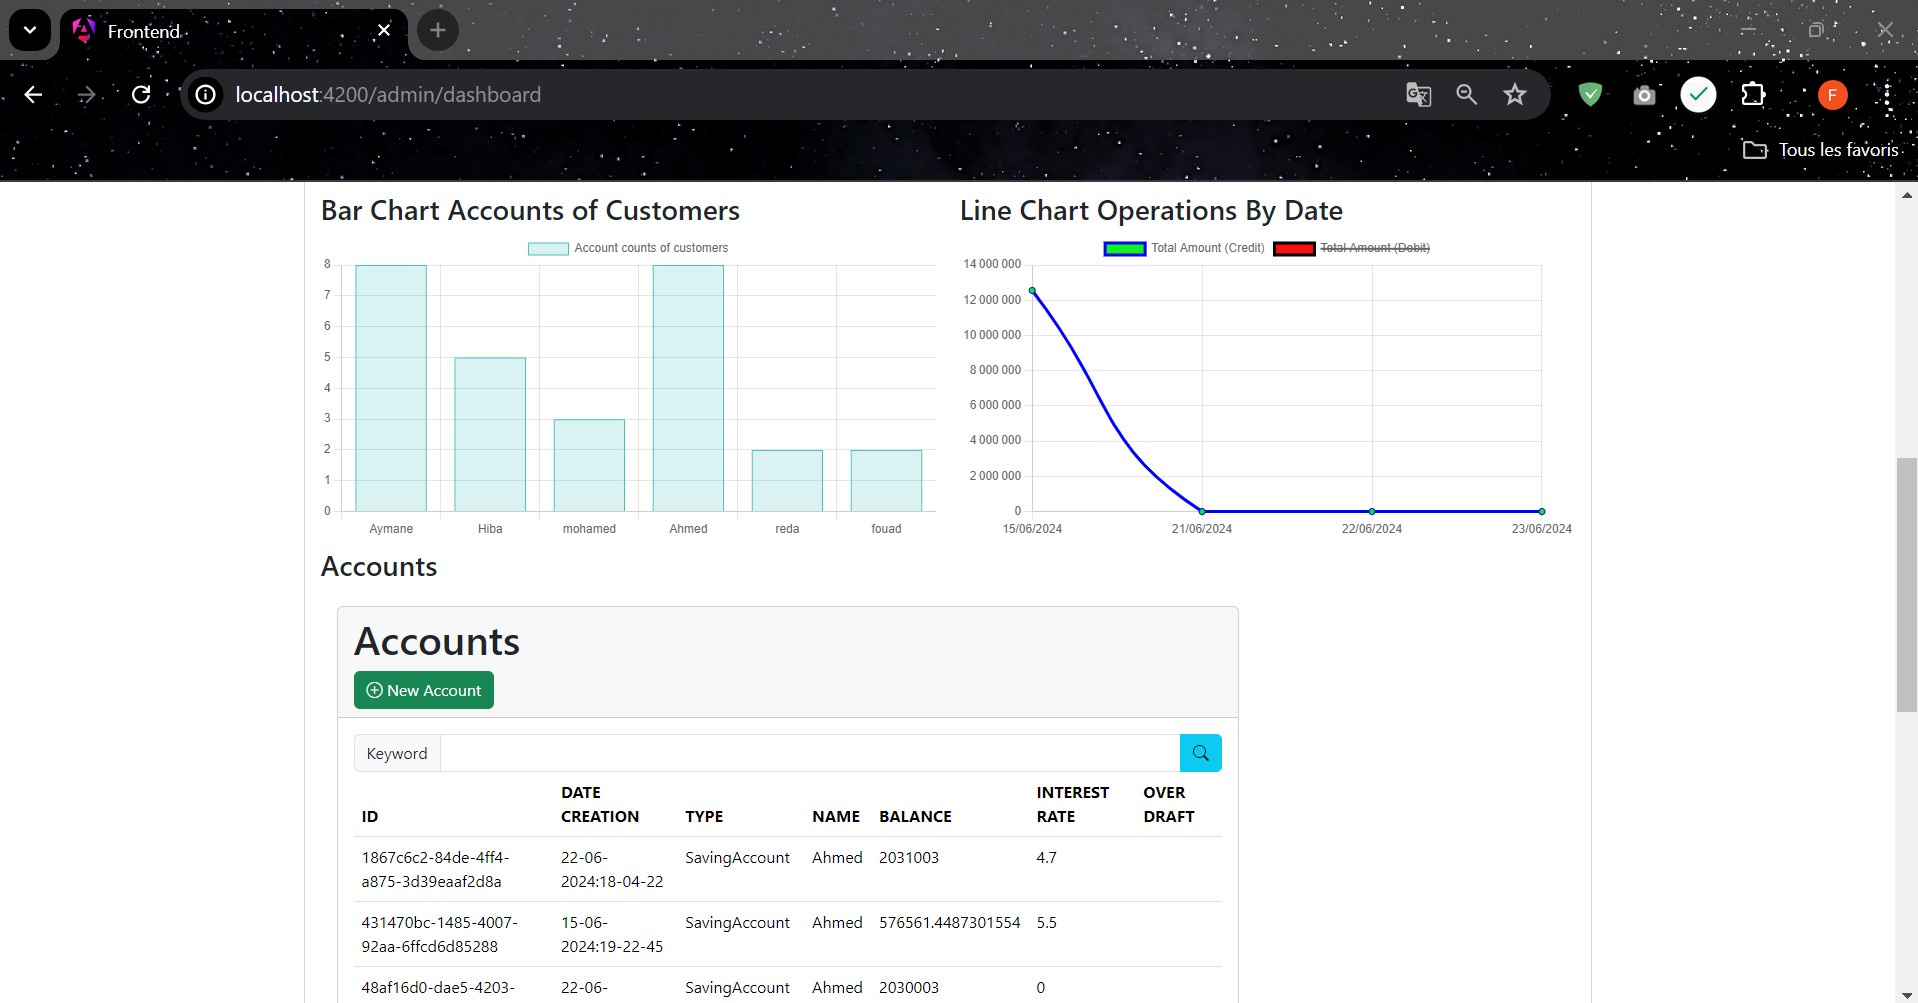 Frontend
localhost:4200/admin/dashboard
F
Tous les favoris
Bar Chart Accounts of Customers
Account counts of customers
8
7
6
5
4
3
2
1
0
Aymane Hiba mohamed Ahmed reda fouad
Line Chart Operations By Date
Total Amount (Credit) Total Amount (Debit)
14 000 000
12 000 000
10 000 000
8 000 000
6 000 000
4 000 000
2 000 000
0
15/06/2024 21/06/2024 22/06/2024 23/06/2024
Accounts
Accounts
New Account
Keyword
ID DATE CREATION TYPE NAME BALANCE INTEREST RATE OVER DRAFT
1867c6c2-84de-4ff4- 22-06- SavingAccount Ahmed 2031003 4.7
a875-3d39eaaf2d8a 2024:18-04-22
431470bc-1485-4007- 15-06- SavingAccount Ahmed 576561.4487301554 5.5
92aa-6ffcd6d85288 2024:19-22-45
48af16d0-dae5-4203- 22-06- SavingAccount Ahmed 2030003 0